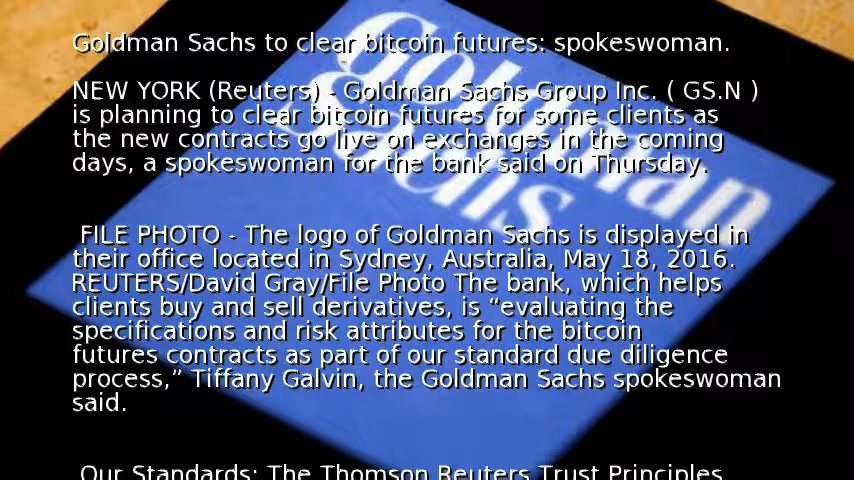 Goldman Sachs to clear bitcoin futures: spokeswoman.
NEW YORK (Reuters) - Goldman Sachs Group Inc. ( GS.N )
is planning to clear bitcoin futures for some clients as
the new contracts go live on exchanges in the coming
days, a spokeswoman for the bank said on Thursday.
FILE PHOTO - The logo of Goldman Sachs is displayed in
their office located in Sydney, Australia, May 18, 2016.
REUTERS/David Gray/File Photo The bank, which helps
clients buy and sell derivatives, is “evaluating the
specifications and risk attributes for the bitcoin
futures contracts as part of our standard due diligence
process,” Tiffany Galvin, the Goldman Sachs spokeswoman
said.
Our Standards: The Thomson Reuters Trust Principles
Goldman
Sachs